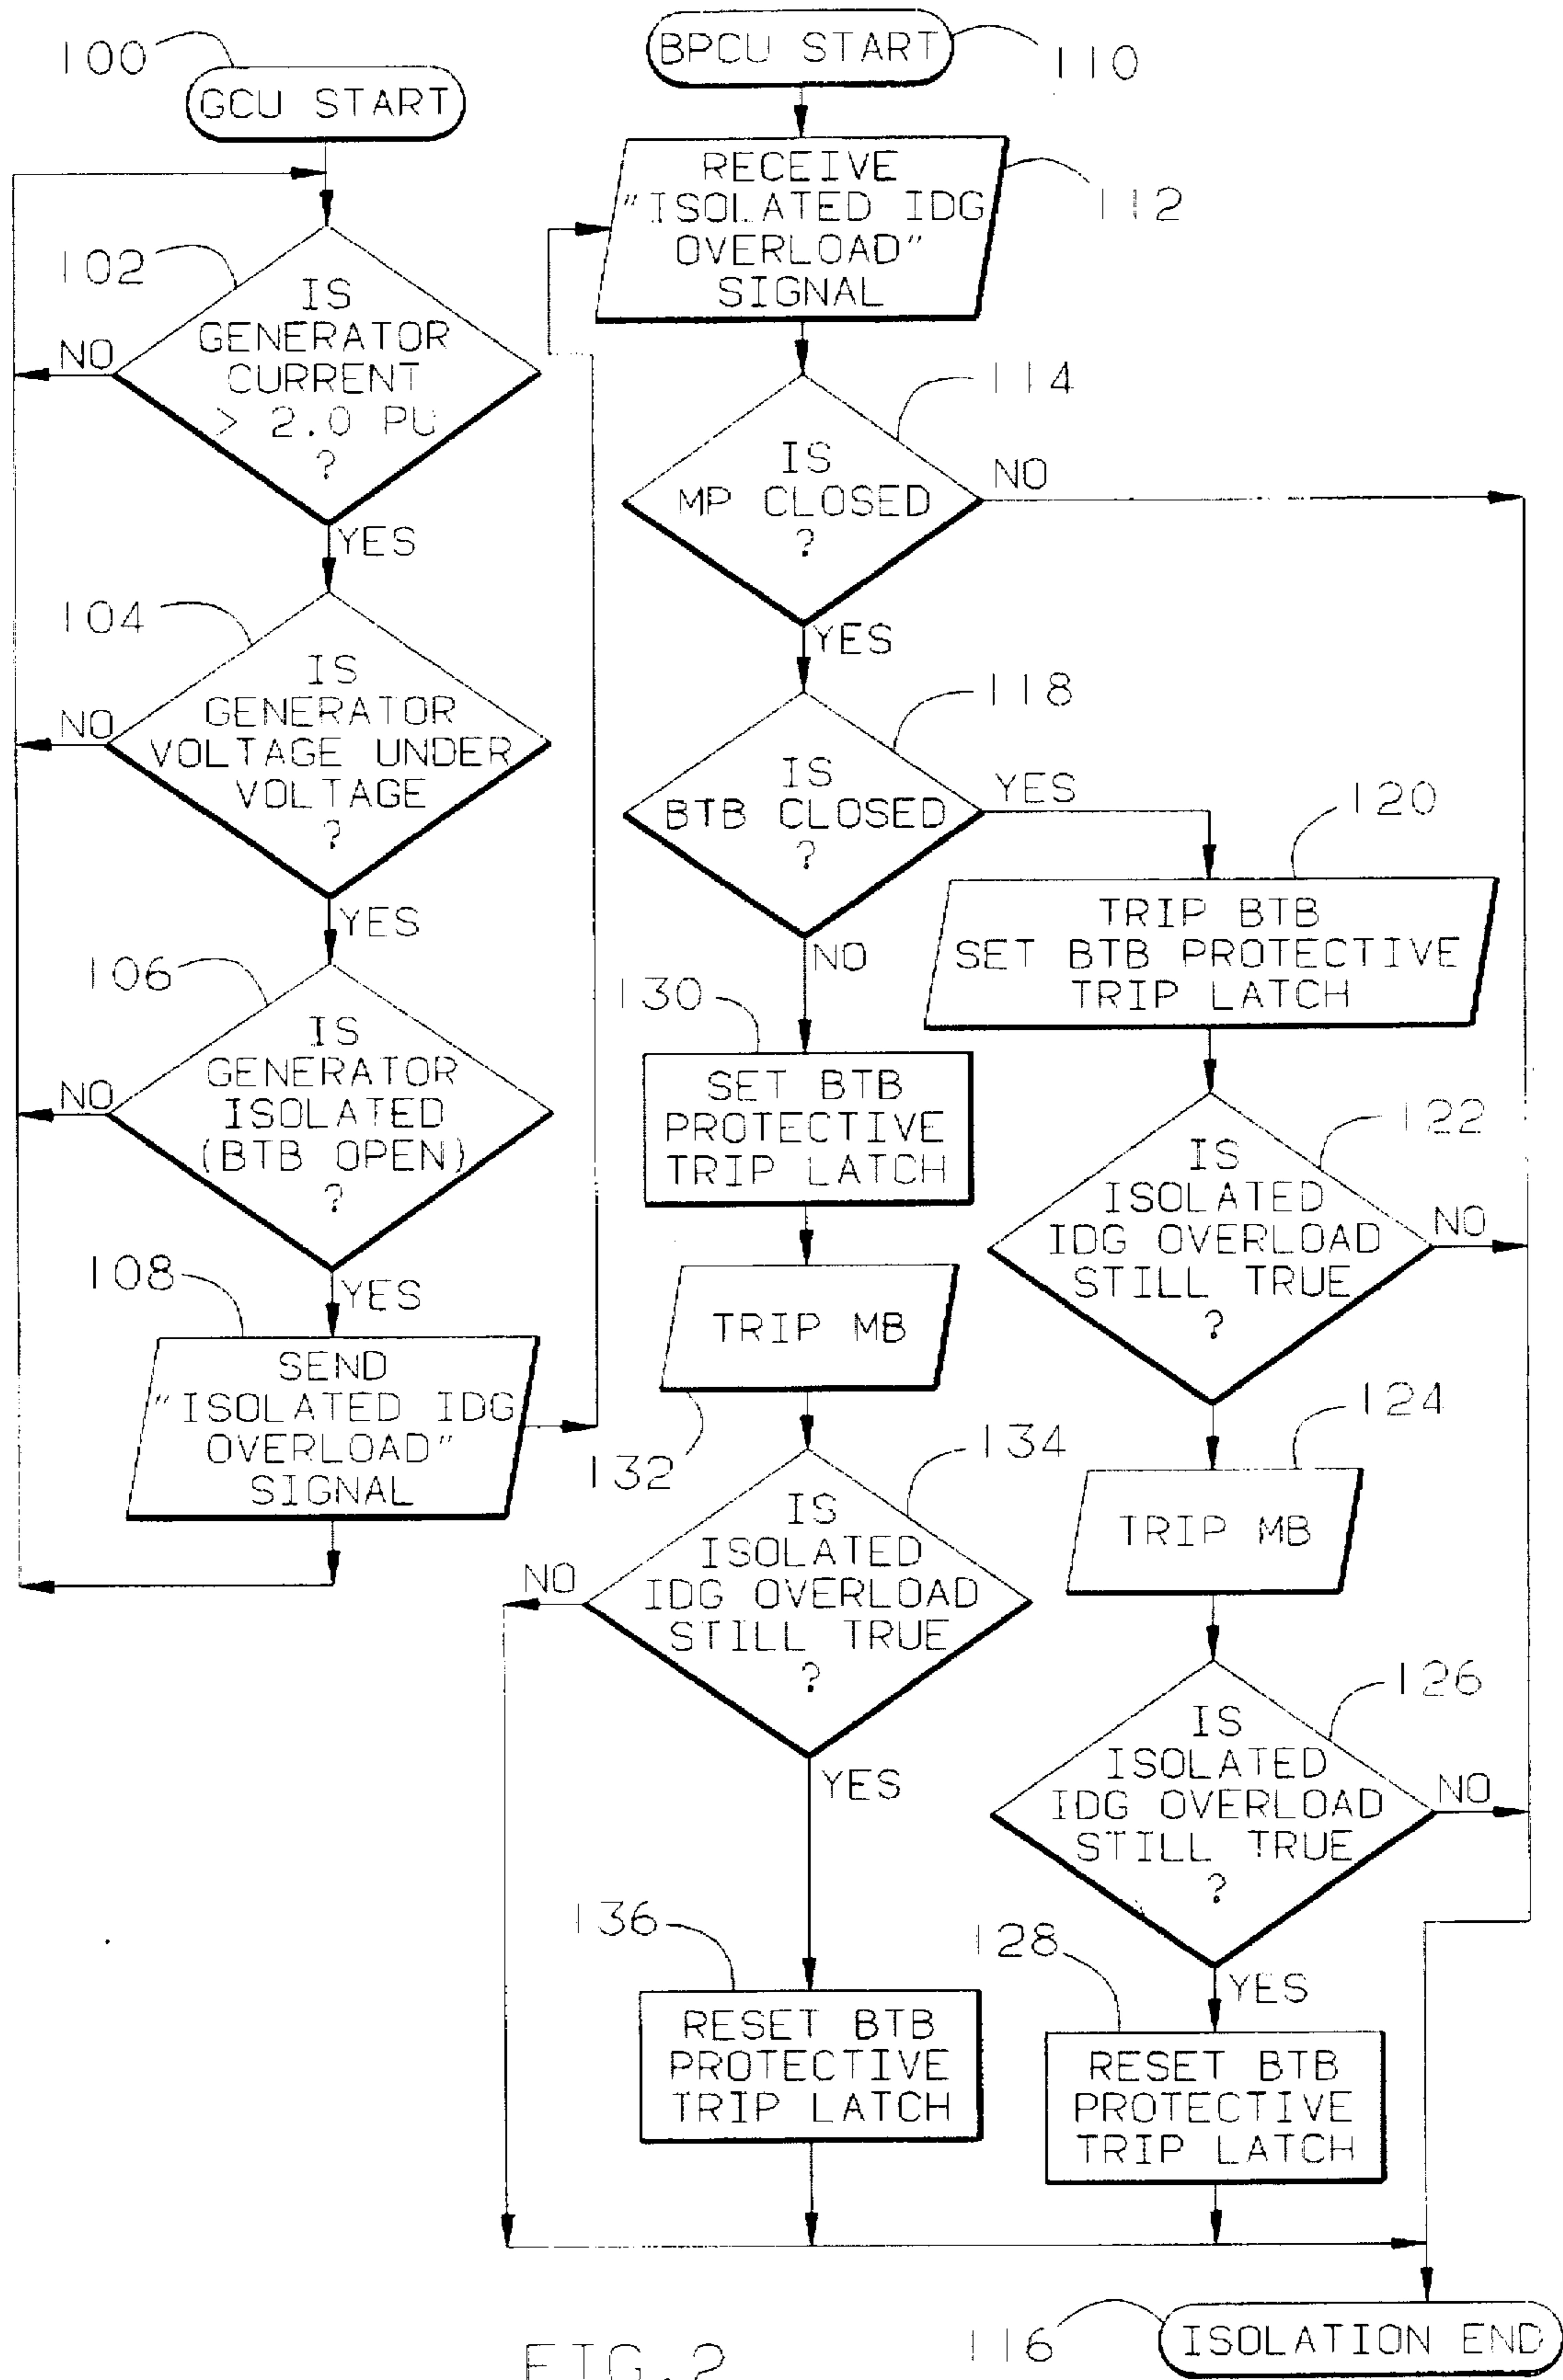 100
GCU START
102
IS
GENERATOR
CURRENT
> 2.0 PU
?
NO
YES
104
IS
GENERATOR
VOLTAGE UNDER
VOLTAGE
?
NO
YES
106
IS
GENERATOR
ISOLATED
(BTB OPEN)
?
NO
YES
108
SEND
"ISOLATED IDG
OVERLOAD"
SIGNAL
BPCU START
110
RECEIVE
"ISOLATED IDG
OVERLOAD"
SIGNAL
112
114
IS
MP CLOSED
?
NO
YES
118
IS
BTB CLOSED
?
YES
NO
120
TRIP BTB
SET BTB PROTECTIVE
TRIP LATCH
122
IS
ISOLATED
IDG OVERLOAD
STILL TRUE
?
NO
124
TRIP MB
126
IS
ISOLATED
IDG OVERLOAD
STILL TRUE
?
NO
YES
128
RESET BTB
PROTECTIVE
TRIP LATCH
130
SET BTB
PROTECTIVE
TRIP LATCH
TRIP MB
132
134
IS
ISOLATED
IDG OVERLOAD
STILL TRUE
?
NO
YES
136
RESET BTB
PROTECTIVE
TRIP LATCH
116
ISOLATION END
FIG.2